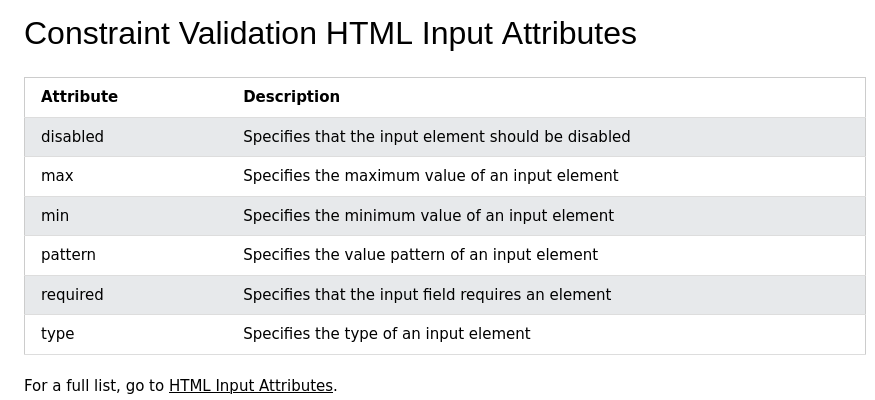 Constraint Validation HTML Input Attributes
Attribute Description
disabled Specifies that the input element should be disabled
max Specifies the maximum value of an input element
min Specifies the minimum value of an input element
pattern Specifies the value pattern of an input element
required Specifies that the input field requires an element
type Specifies the type of an input element
For a full list, go to HTML Input Attributes.